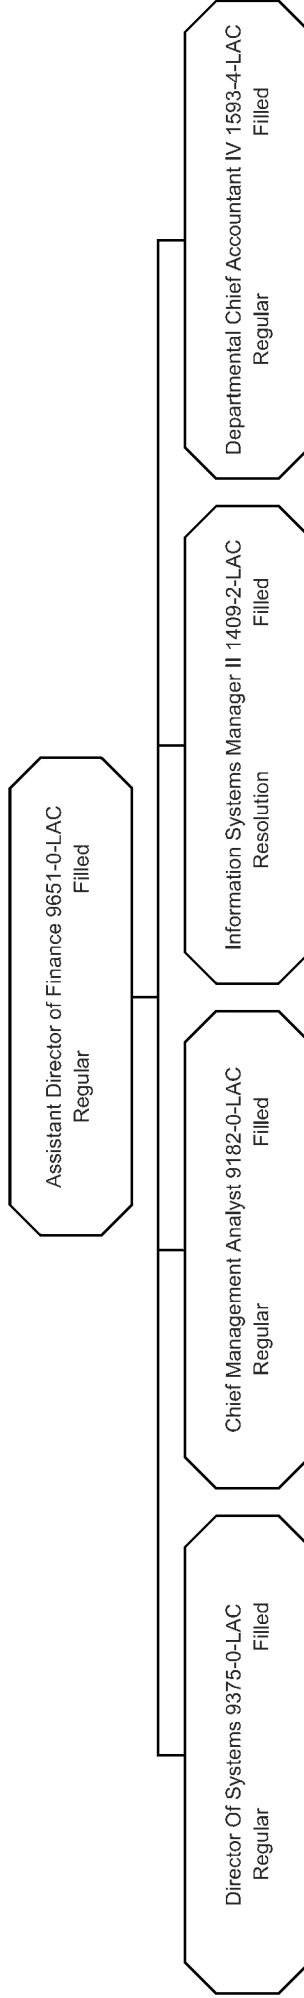 Assistant Director of Finance 9651-0-LAC
Regular Filled
Director Of Systems 9375-0-LAC
Regular Filled
Chief Management Analyst 9182-0-LAC
Regular Filled
Information Systems Manager II 1409-2-LAC
Resolution Filled
Departmental Chief Accountant IV 1593-4-LAC
Regular Filled